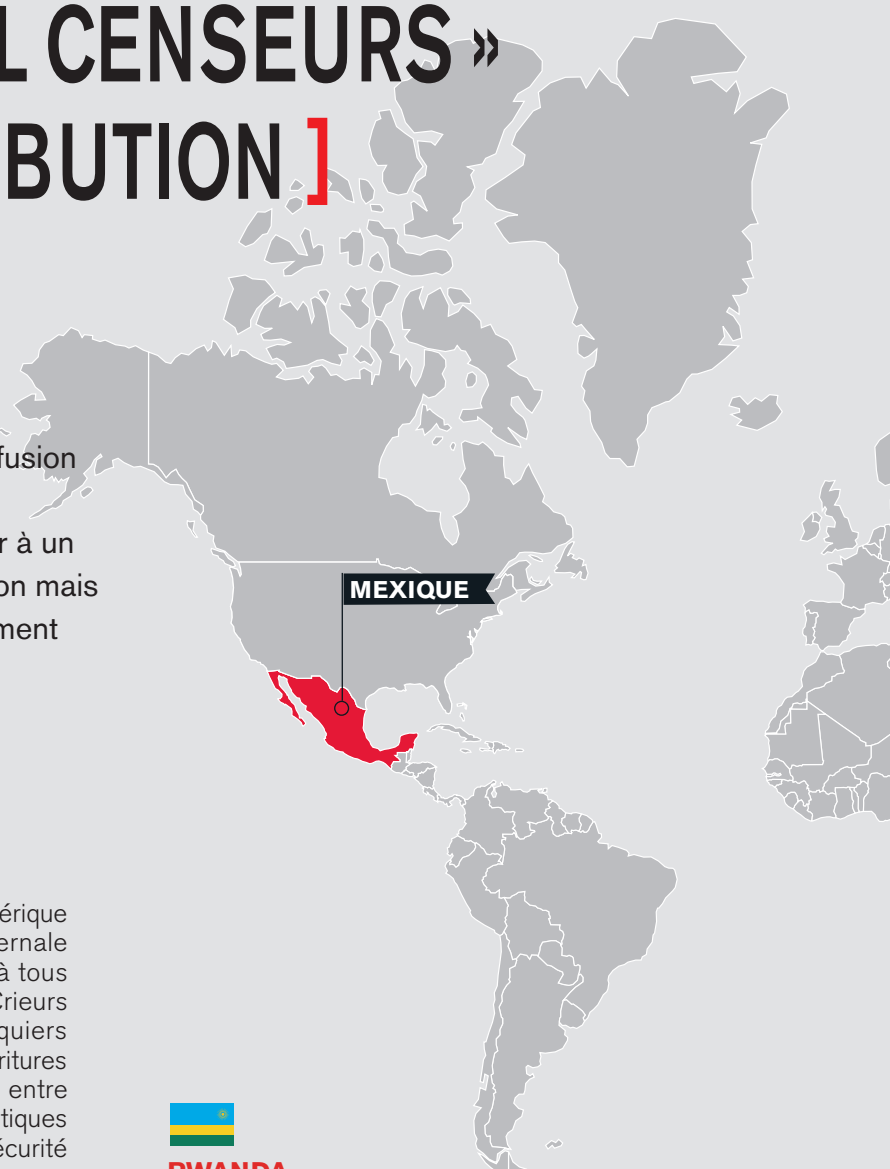 L CENSEURS »
BUTION ]
fusion
r à un
on mais
ment
MEXIQUE
érique
ernale
à tous
Crieurs
quiers
ritures
entre
tiques
écurité
RWANDA